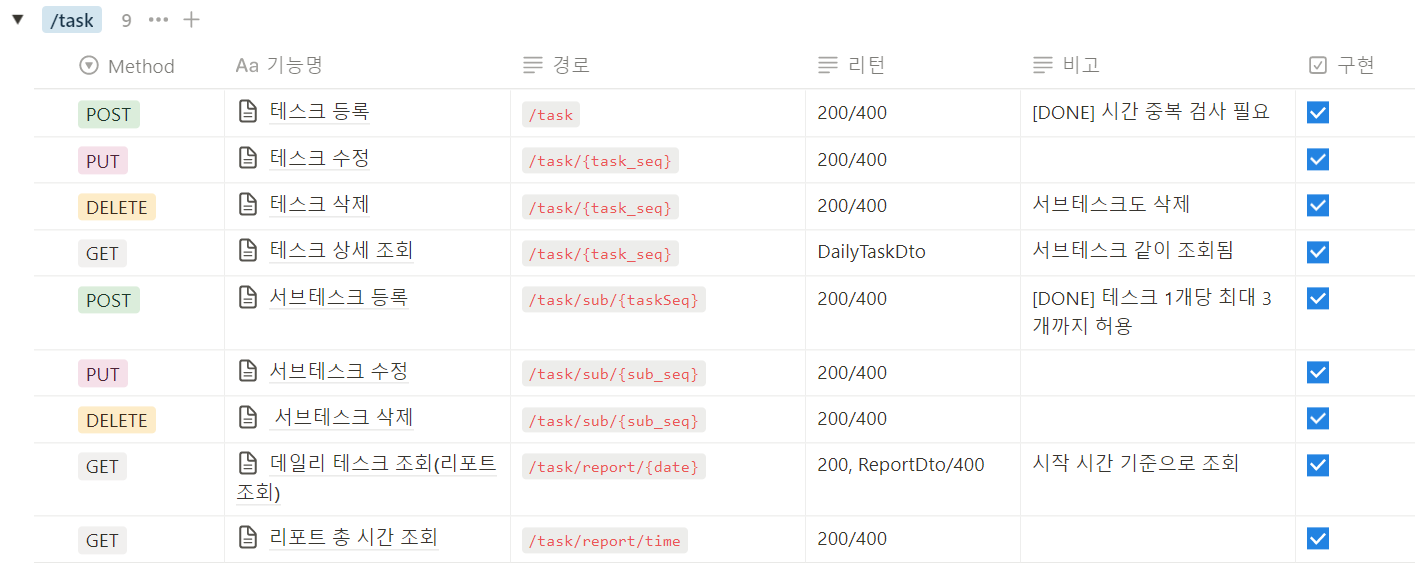 /task 9
Method Aa 기능명 경로 리턴 비고 구현
POST 테스크 등록 /task 200/400 [DONE] 시간 중복 검사 필요
PUT 테스크 수정 /task/{task_seq} 200/400
DELETE 테스크 삭제 /task/{task_seq} 200/400 서브테스크도 삭제
GET 테스크 상세 조회 /task/{task_seq} DailyTaskDto 서브테스크 같이 조회됨
POST 서브테스크 등록 /task/sub/{taskSeq} 200/400 [DONE] 테스크 1개당 최대 3
개까지 허용
PUT 서브테스크 수정 /task/sub/{sub_seq} 200/400
DELETE 서브테스크 삭제 /task/sub/{sub_seq} 200/400
GET 데일리 테스크 조회(리포트 /task/report/{date} 200, ReportDto/400 시작 시간 기준으로 조회
조회)
GET 리포트 총 시간 조회 /task/report/time 200/400